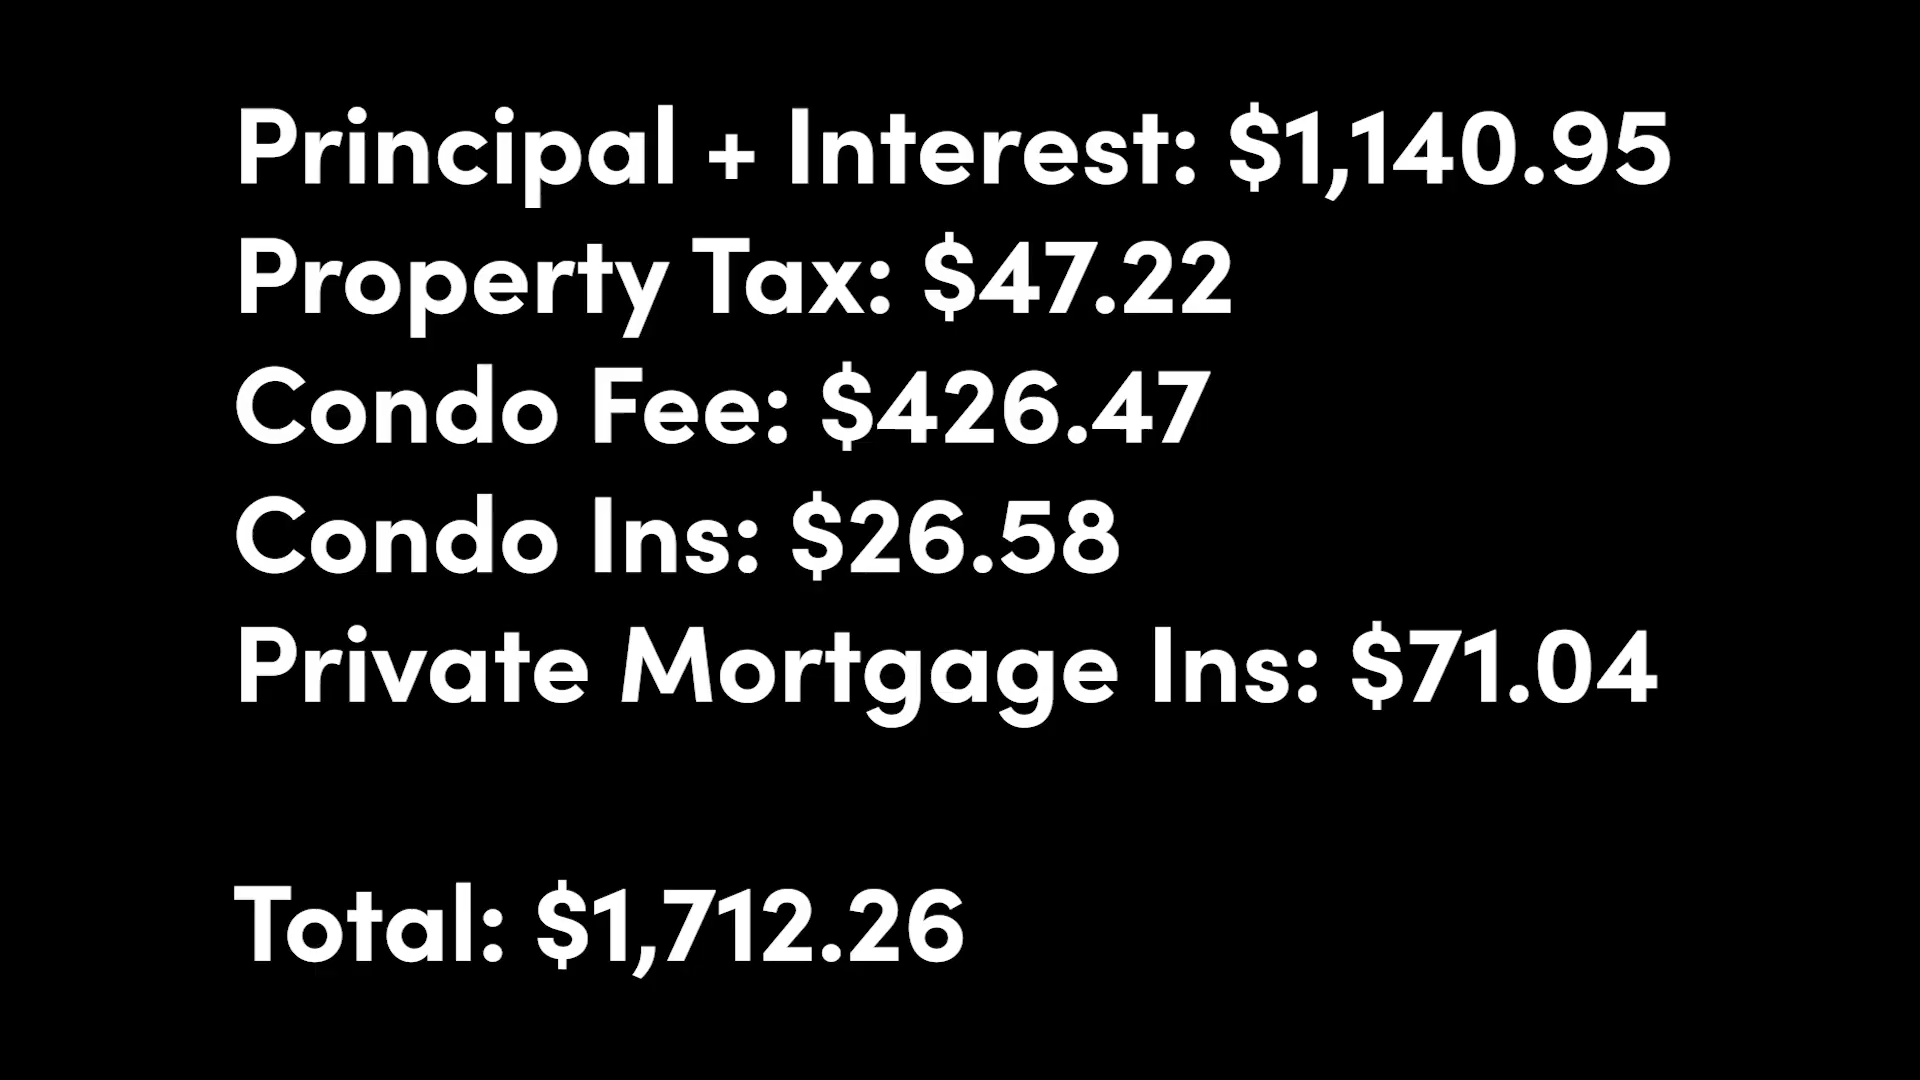 Principal + Interest: $1,140.95
Property Tax: $47.22
Condo Fee: $426.47
Condo Ins: $26.58
Private Mortgage Ins: $71.04
Total: $1,712.26